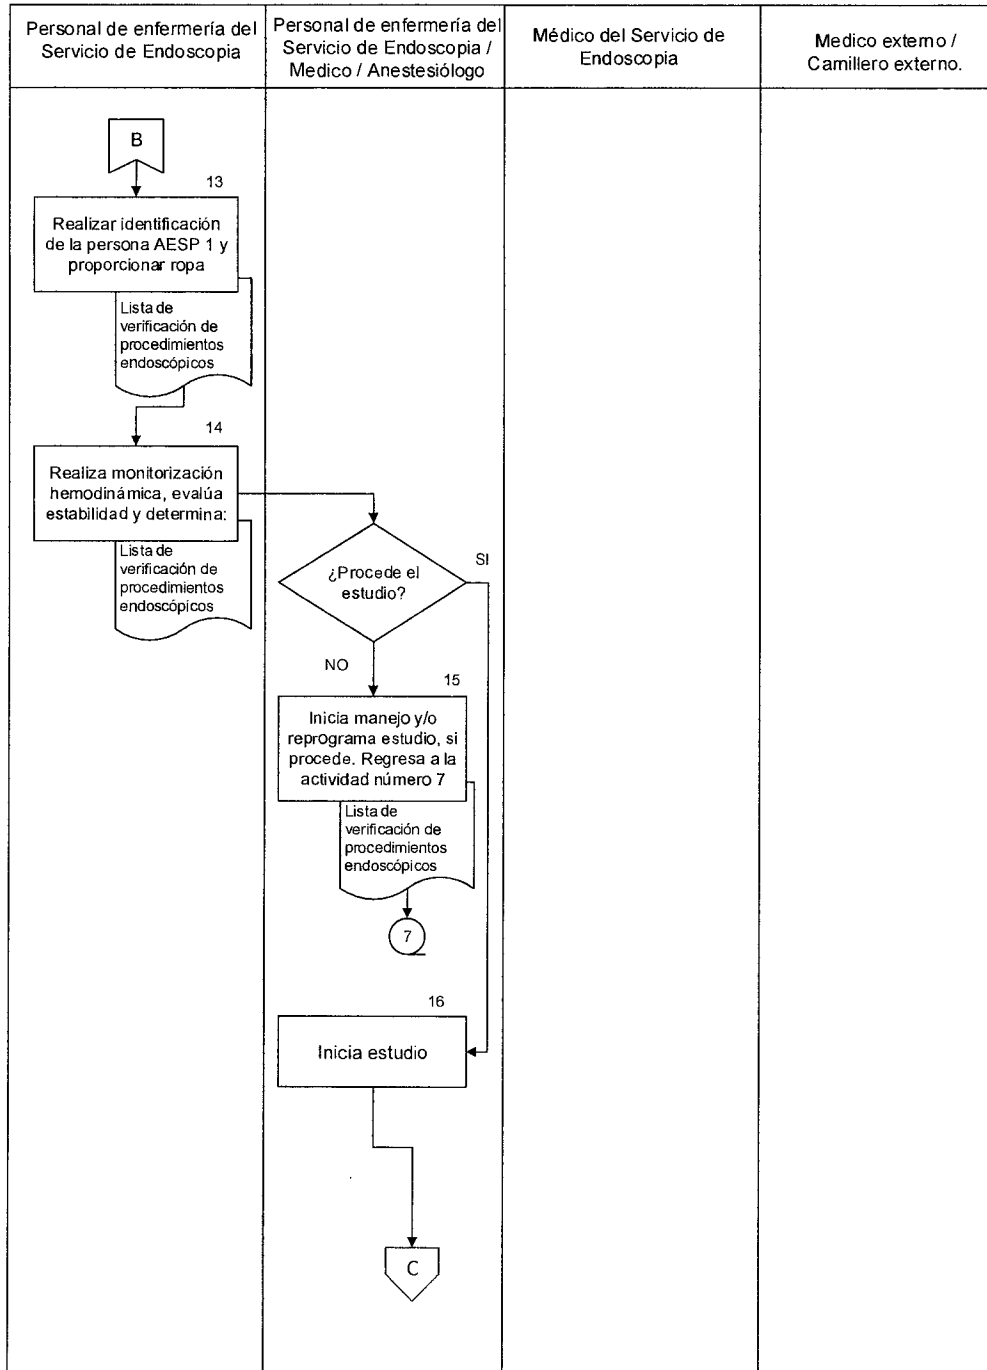 Personal de enfermería del
Servicio de Endoscopia
Personal de enfermería del
Servicio de Endoscopia /
Medico / Anestesiólogo
Médico del Servicio de
Endoscopia
Medico externo /
Camillero externo.
B
13
Realizar identificación
de la persona AESP 1 y
proporcionar ropa
Lista de
verificación de
procedimientos
endoscópicos
14
Realiza monitorización
hemodinámica, evalúa
estabilidad y determina:
Lista de
verificación de
procedimientos
endoscópicos
¿Procede el
estudio?
SI
NO
15
Inicia manejo y/o
reprograma estudio, si
procede. Regresa a la
actividad número 7
Lista de
verificación de
procedimientos
endoscópicos
7
16
Inicia estudio
C